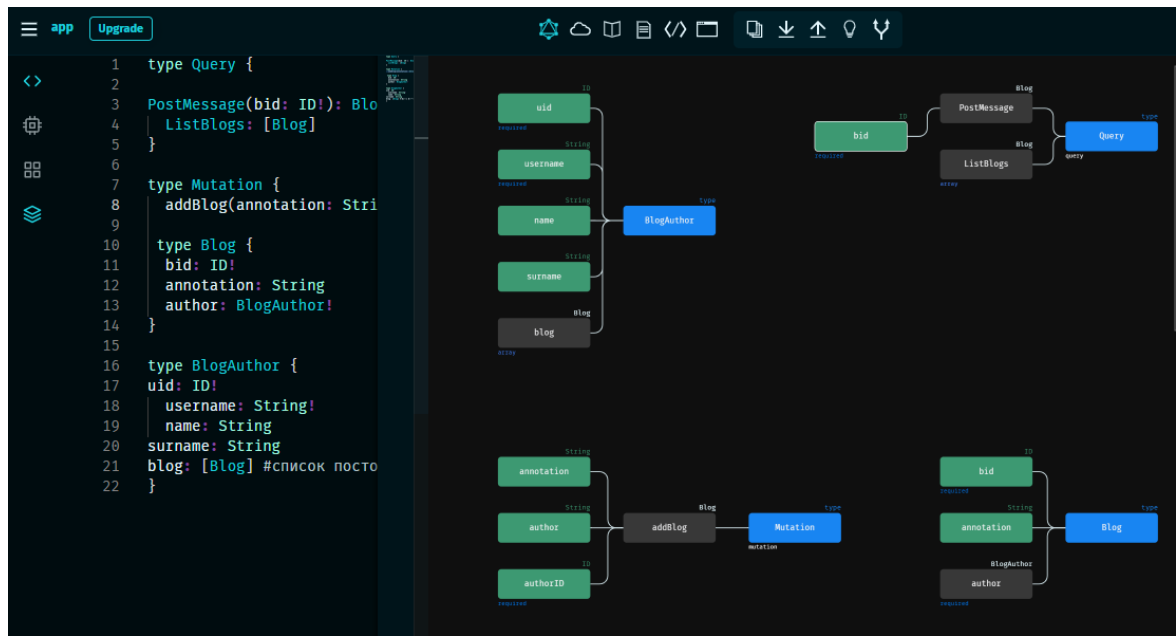 app Upgrade
1 type Query {
2
3 PostMessage(bid: ID!): Blo
4 ListBlogs: [Blog]
5 }
6
7 type Mutation {
8 addBlog(annotation: Stri
9
10 type Blog {
11 bid: ID!
12 annotation: String
13 author: BlogAuthor!
14 }
15
16 type BlogAuthor {
17 uid: ID!
18 username: String!
19 name: String
20 surname: String
21 blog: [Blog] #список посто
22 }
ID
uid
required
String
username
required
String
name
type
BlogAuthor
String
surname
Blog
blog
array
ID
bid
required
Blog
PostMessage
Blog
ListBlogs
array
type
Query
query
String
annotation
String
author
ID
authorID
required
Blog
addBlog
type
Mutation
mutation
ID
bid
required
String
annotation
BlogAuthor
author
required
type
Blog